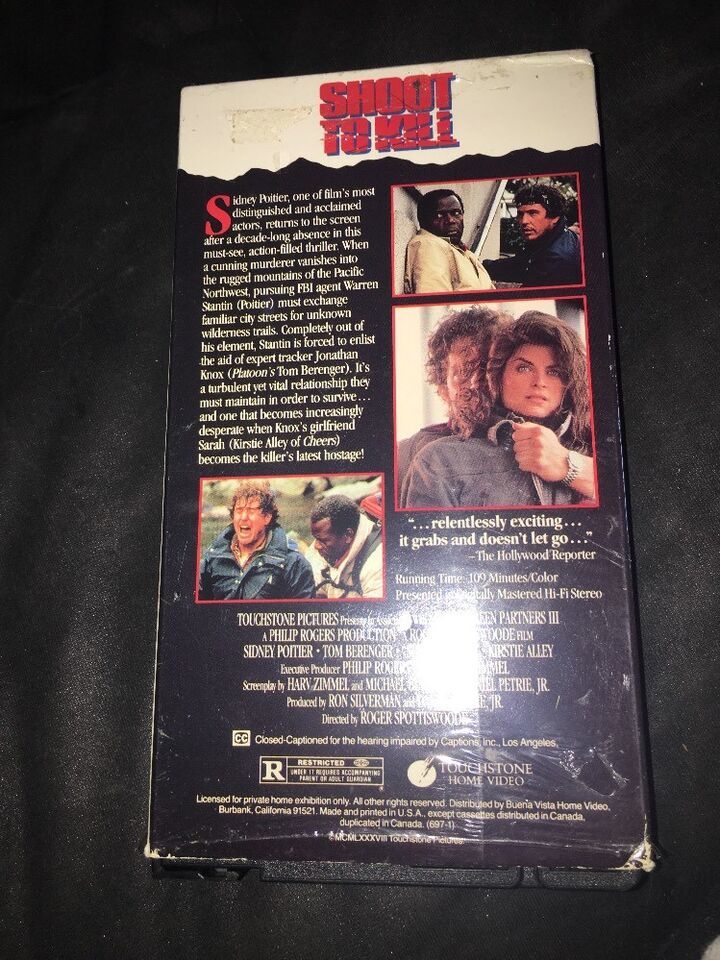 SHOOT
TO KILL
Sidney Poitier, one of film's most
distinguished and acclaimed
actors, returns to the screen
after a decade-long absence in this
must-see, action-filled thriller. When
a cunning murderer vanishes into
the rugged mountains of the Pacific
Northwest, pursuing FBI agent Warren
Stantin (Poitier) must exchange
familiar city streets for unknown
wilderness trails. Completely out of
his element, Stantin is forced to enlist
the aid of expert tracker Jonathan
Knox (Platoon's Tom Berenger). It's
a turbulent yet vital relationship they
must maintain in order to survive...
and one that becomes increasingly
desperate when Knox's girlfriend
Sarah (Kirstie Alley of Cheers)
becomes the killer's latest hostage!
"...relentlessly exciting...
it grabs and doesn't let go..."
–The Hollywood Reporter
Running Time: 109 Minutes/Color
Presented in Digitally Mastered Hi-Fi Stereo
TOUCHSTONE PICTURES PARTNERS III
A PHILIP ROGERS PRODUCTION FILM
SIDNEY POITIER • TOM BERENGER • KIRSTIE ALLEY
Executive Producer PHILIP
Screenplay by HARV ZIMMEL and MICHAEL PETRIE, JR.
Produced by RON SILVERMAN JR.
Directed by ROGER SPOTTISWOODE
CC Closed-Captioned for the hearing impaired by Captions, Inc., Los Angeles.
R RESTRICTED
UNDER 17 REQUIRES ACCOMPANYING
PARENT OR ADULT GUARDIAN
TOUCHSTONE
HOME VIDEO
Licensed for private home exhibition only. All other rights reserved. Distributed by Buena Vista Home Video,
Burbank, California 91521. Made and printed in U.S.A., except cassettes distributed in Canada,
duplicated in Canada. (697-1)
©MCMLXXXVIII Touchstone Pictures.